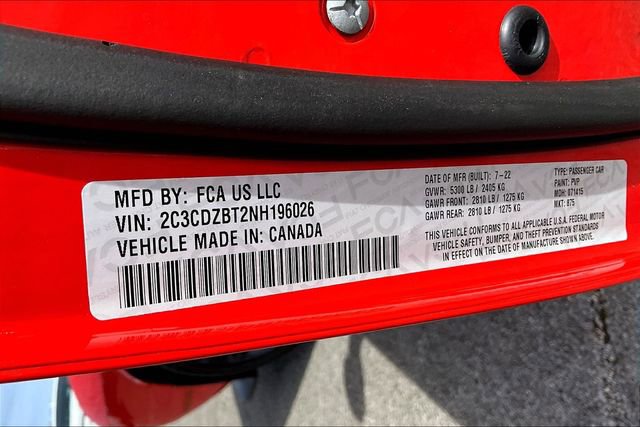 MFD BY: FCA US LLC
VIN: 2C3CDZBT2NH196026
VEHICLE MADE IN: CANADA
DATE OF MFR (BUILT): 7-22
GVWR: 5300 LB / 2405 KG
GAWR FRONT: 2810 LB / 1275 KG
GAWR REAR: 2810 LB / 1275 KG
TYPE: PASSENGER CAR
PAINT: PVP
MDH: 071415
MKT: 875
THIS VEHICLE CONFORMS TO ALL APPLICABLE U.S.A. FEDERAL MOTOR
VEHICLE SAFETY, BUMPER, AND THEFT PREVENTION STANDARDS
IN EFFECT ON THE DATE OF MANUFACTURE SHOWN ABOVE.